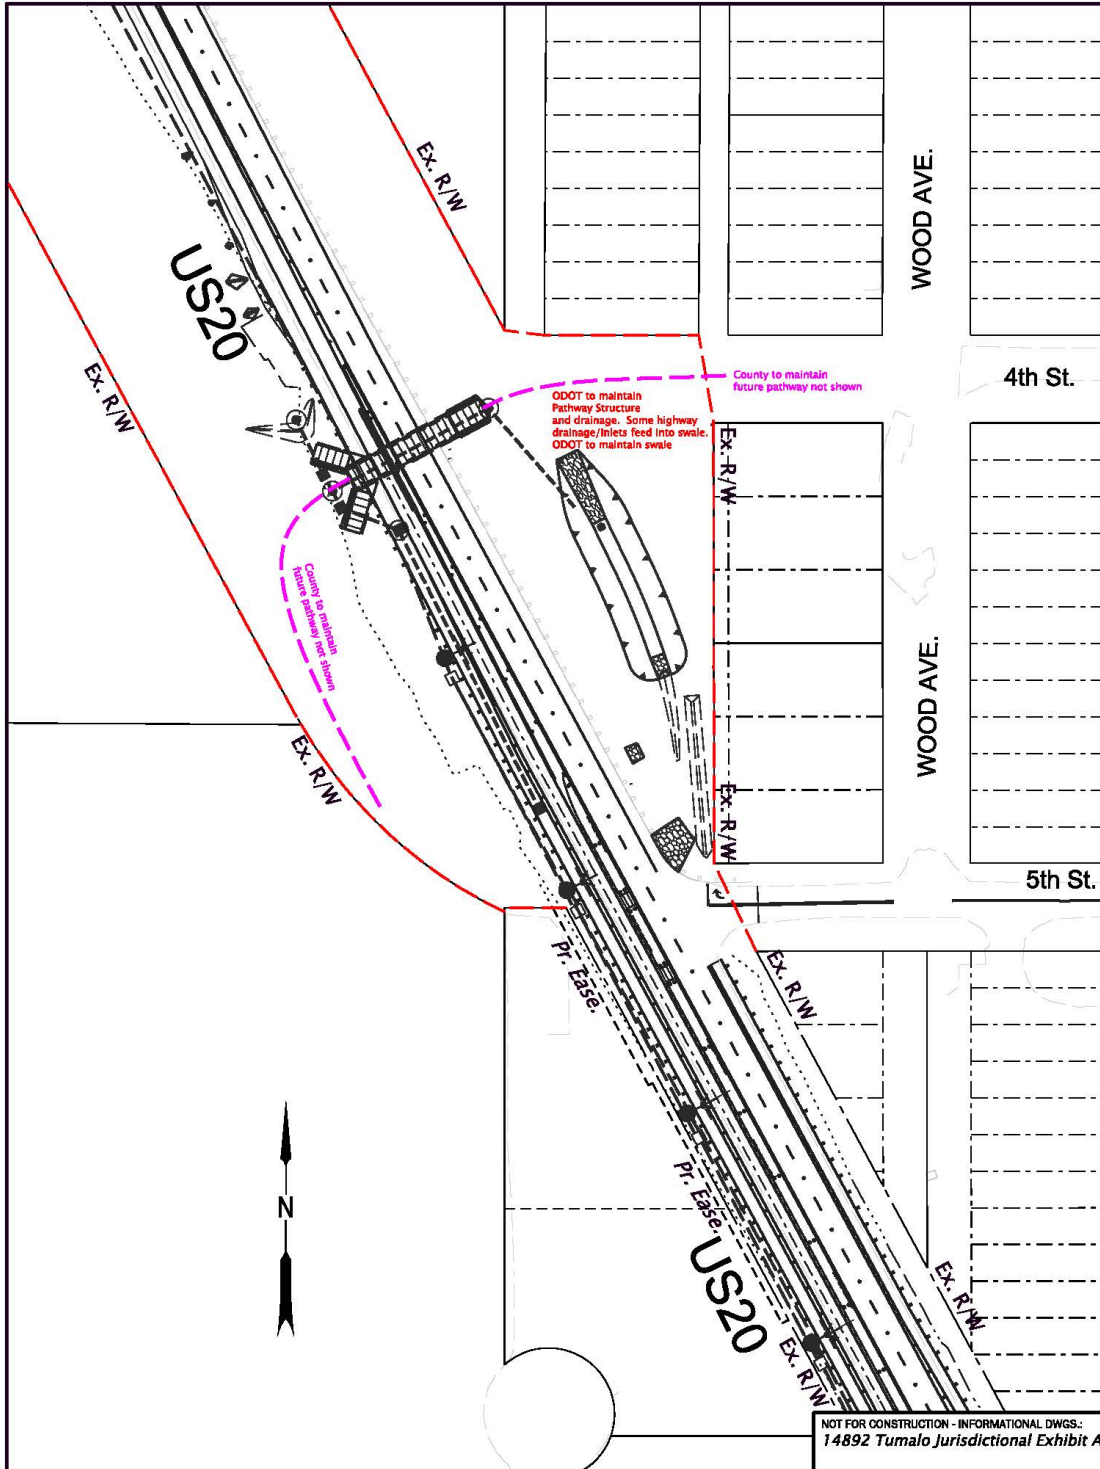 Ex. R/W
WOOD AVE.
US20
Ex. R/W
4th St.
County to maintain
future pathway not shown
ODOT to maintain
Pathway Structure
and drainage. Some highway
drainage/inlets feed into swale.
ODOT to maintain swale
Ex. R/W
County to maintain
future pathway not shown
WOOD AVE.
Ex. R/W
Ex. R/W
5th St.
Pr. Ease.
Ex. R/W
N
Pr. Ease.
US20
Ex. R/W
Ex. R/W
NOT FOR CONSTRUCTION - INFORMATIONAL DWGS.:
14892 Tumalo Jurisdictional Exhibit A